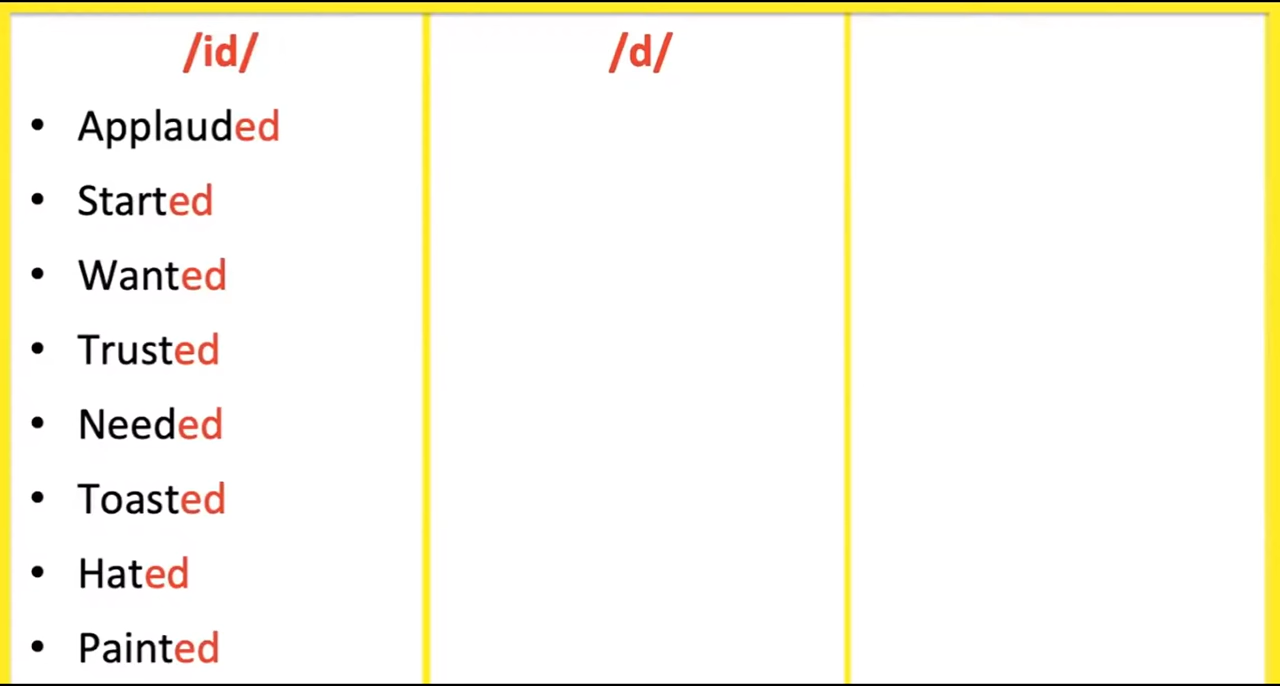 /id/
• Applauded
• Started
• Wanted
• Trusted
• Needed
• Toasted
• Hated
• Painted
/d/